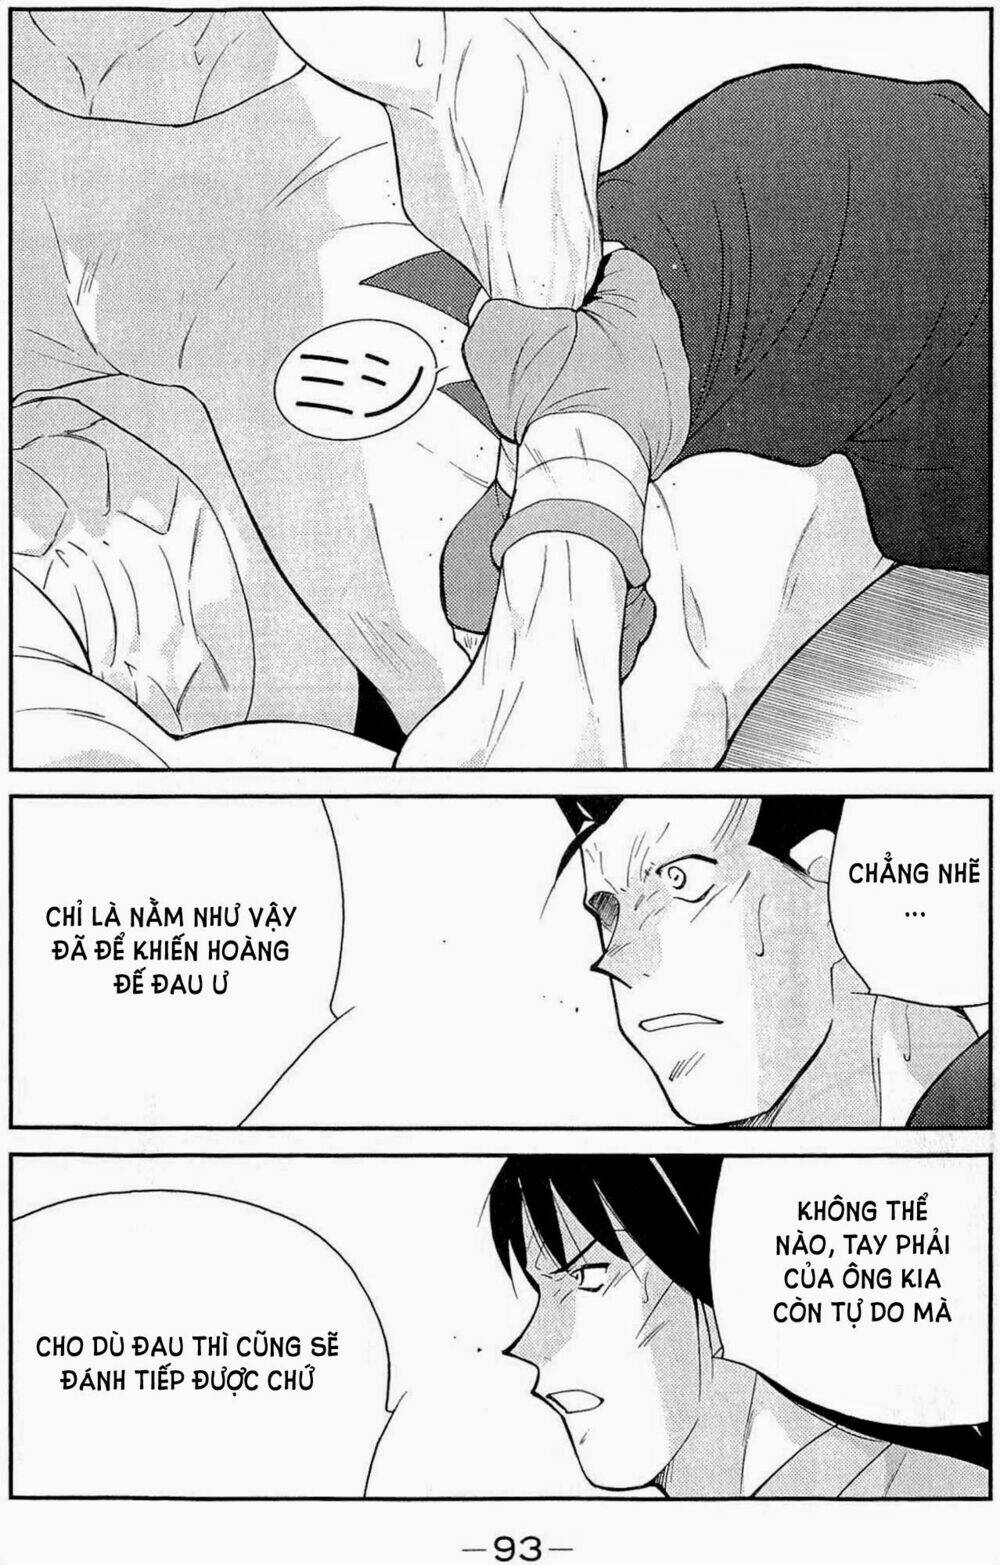 ミシ
CHẲNG NHẼ
...
CHỈ LÀ NẰM NHƯ VẬY
ĐÃ ĐỂ KHIẾN HOÀNG
ĐẾ ĐAU Ư
KHÔNG THỂ
NÀO, TAY PHẢI
CỦA ÔNG KIA
CÒN TỰ DO MÀ
CHO DÙ ĐAU THÌ CŨNG SẼ
ĐÁNH TIẾP ĐƯỢC CHỨ
-93-